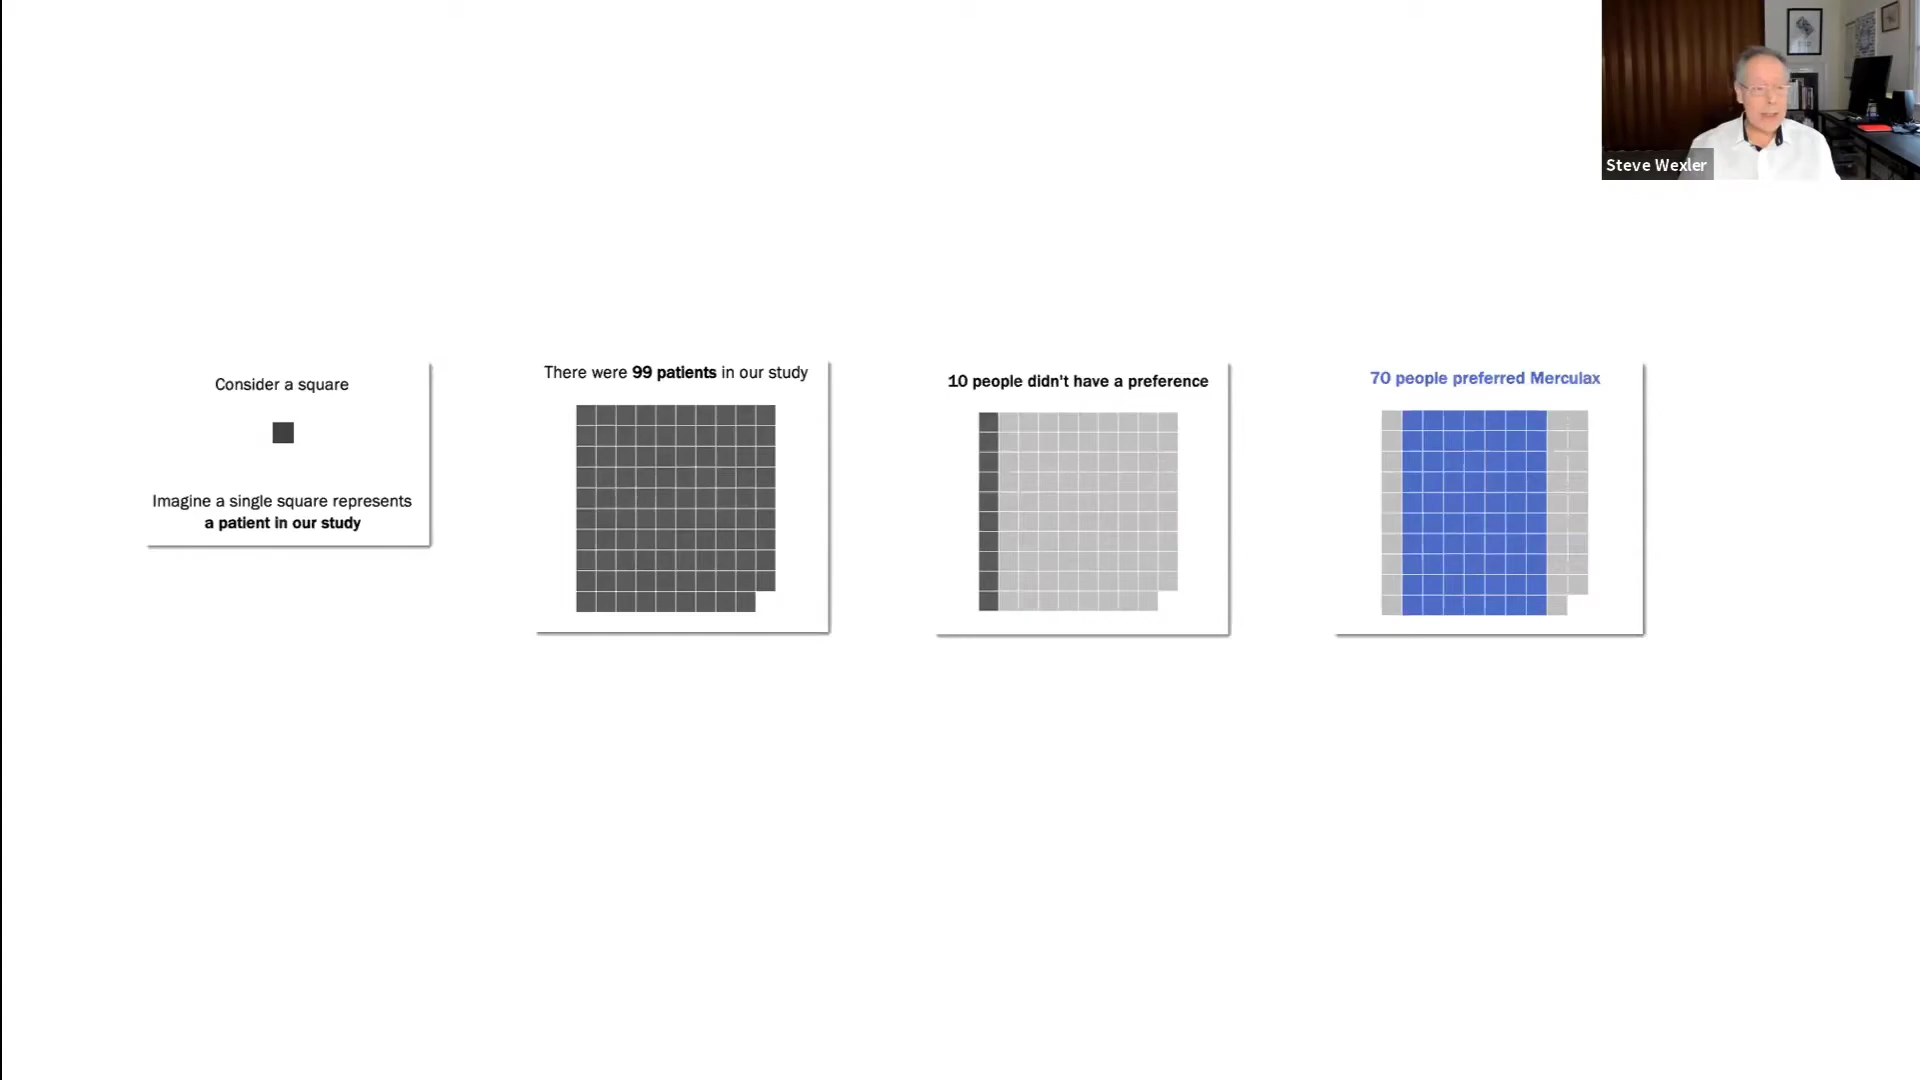 Steve Wexler
Consider a square
Imagine a single square represents
a patient in our study
There were 99 patients in our study
10 people didn't have a preference
70 people preferred Merculax